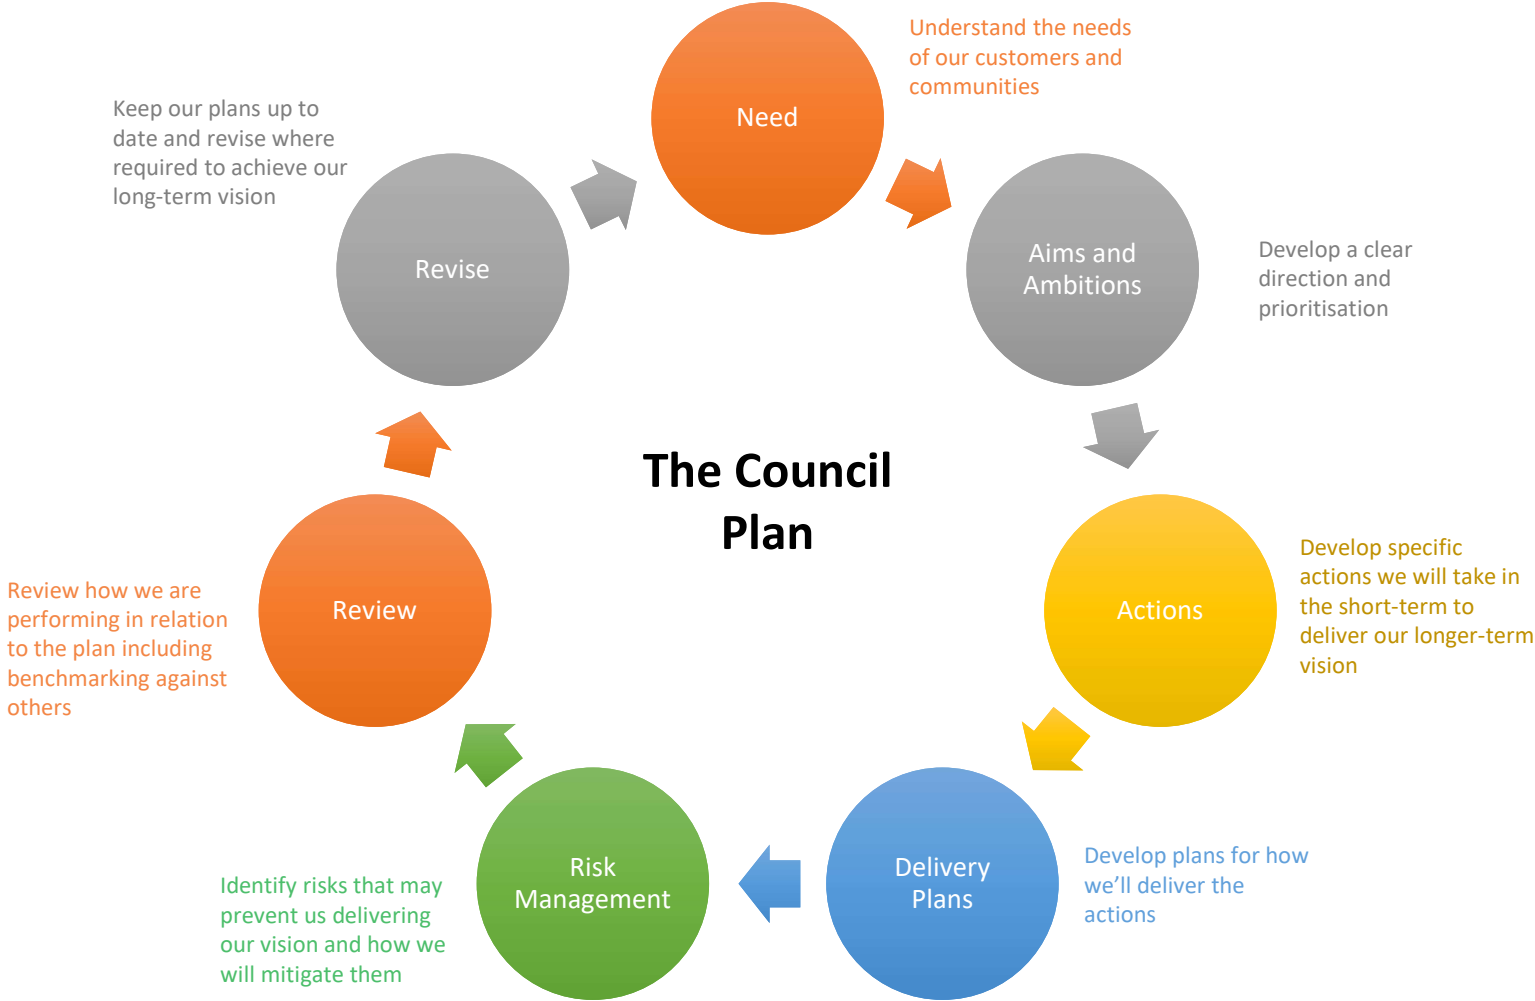 Need
Understand the needs
of our customers and
communities
Aims and
Ambitions
Develop a clear
direction and
prioritisation
Actions
Develop specific
actions we will take in
the short-term to
deliver our longer-term
vision
Delivery
Plans
Develop plans for how
we’ll deliver the
actions
Risk
Management
Identify risks that may
prevent us delivering
our vision and how we
will mitigate them
Review
Review how we are
performing in relation
to the plan including
benchmarking against
others
Revise
Keep our plans up to
date and revise where
required to achieve our
long-term vision
The Council
Plan